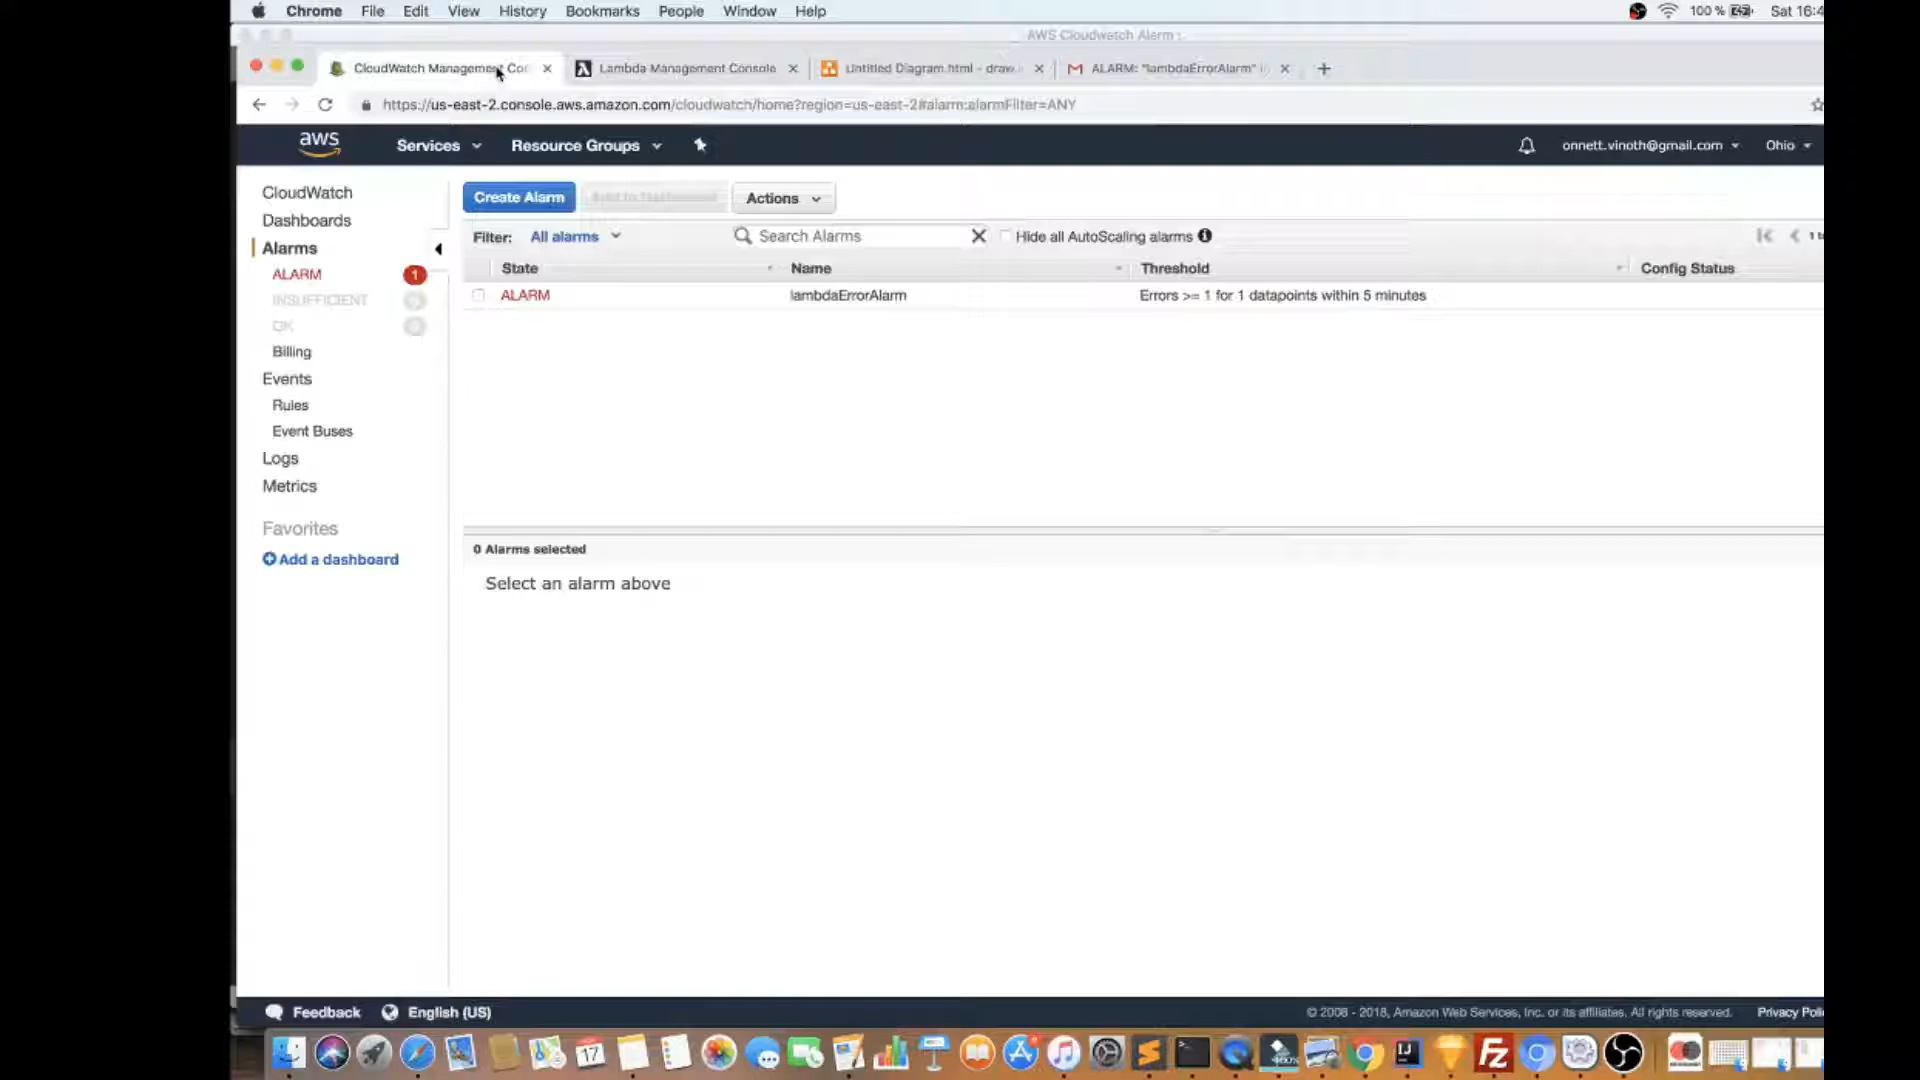 Chrome File Edit View History Bookmarks People Window Help 100 % Sat 16:4
AWS Cloudwatch Alarm :
CloudWatch Management Con Lambda Management Console Untitled Diagram.html - draw. ALARM: "lambdaErrorAlarm" i
https://us-east-2.console.aws.amazon.com/cloudwatch/home?region=us-east-2#alarm:alarmFilter=ANY
aws Services Resource Groups onnett.vinoth@gmail.com Ohio
CloudWatch
Dashboards
Alarms
ALARM 1
INSUFFICIENT
OK
Billing
Events
Rules
Event Buses
Logs
Metrics
Favorites
Add a dashboard
Create Alarm Add to Dashboard Actions
Filter: All alarms Search Alarms Hide all AutoScaling alarms
State Name Threshold Config Status
ALARM lambdaErrorAlarm Errors >= 1 for 1 datapoints within 5 minutes
0 Alarms selected
Select an alarm above
Feedback English (US) © 2008 - 2018, Amazon Web Services, Inc. or its affiliates. All rights reserved. Privacy Poli
17